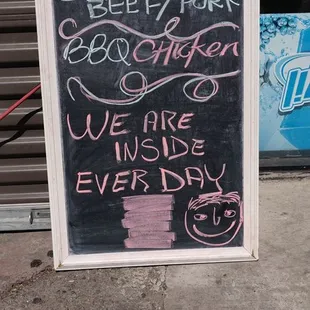 BEEF/PORK
BBQ CHICKEN
WE ARE
INSIDE
EVER DAY